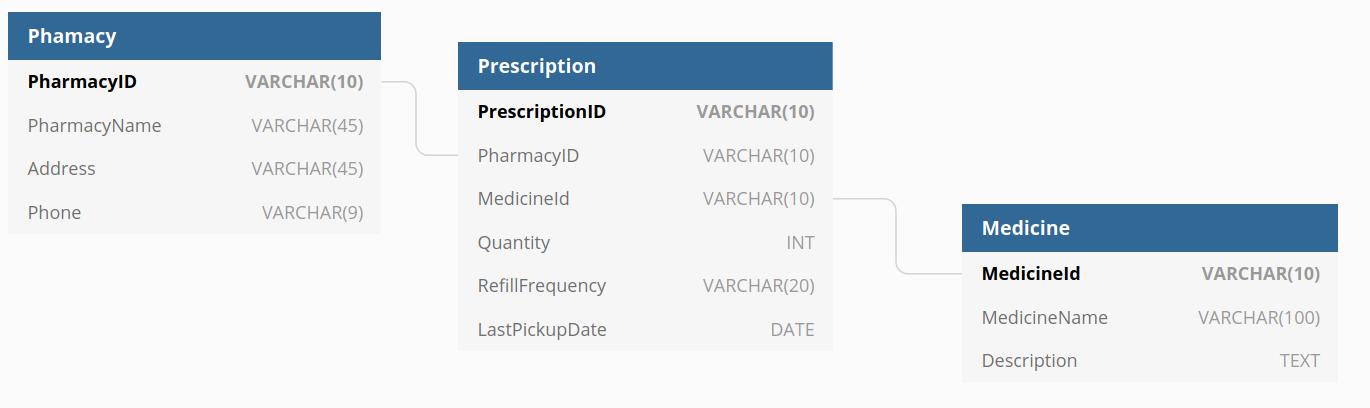 Phamacy
PharmacyID VARCHAR(10)
PharmacyName VARCHAR(45)
Address VARCHAR(45)
Phone VARCHAR(9)
Prescription
PrescriptionID VARCHAR(10)
PharmacyID VARCHAR(10)
MedicineId VARCHAR(10)
Quantity INT
RefillFrequency VARCHAR(20)
LastPickupDate DATE
Medicine
MedicineId VARCHAR(10)
MedicineName VARCHAR(100)
Description TEXT